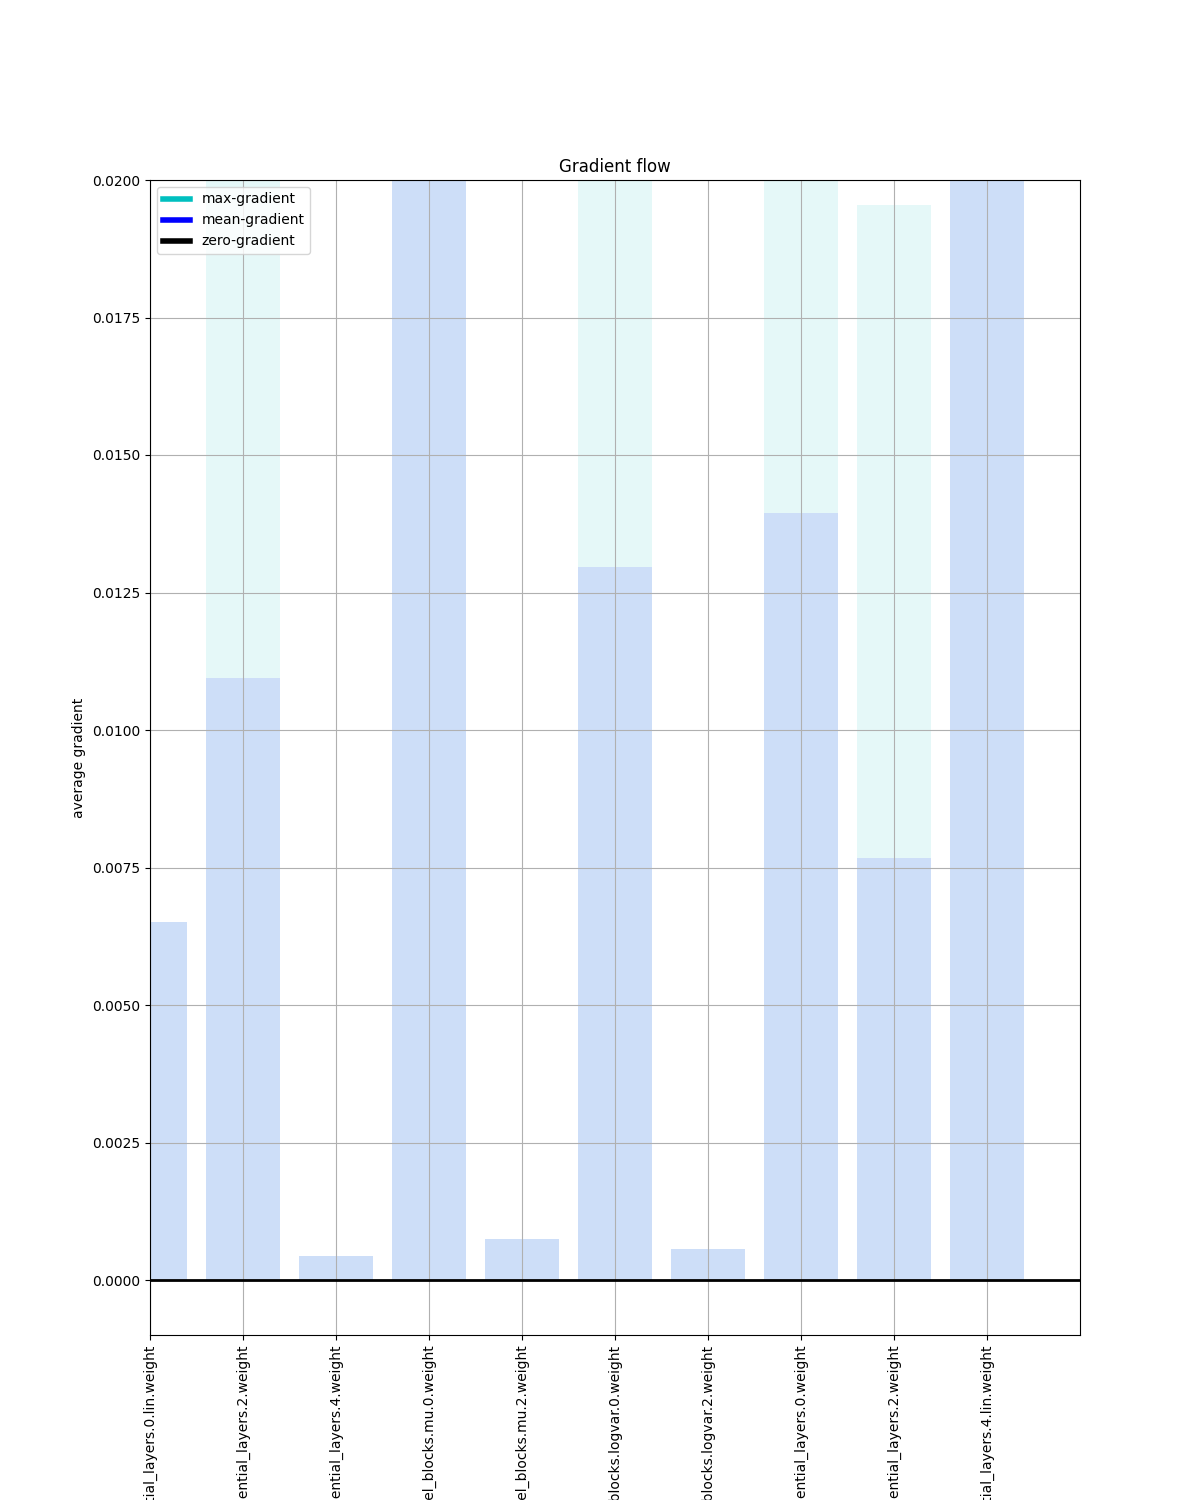 Gradient flow
max-gradient
mean-gradient
zero-gradient
0.0200
0.0175
0.0150
0.0125
0.0100
0.0075
0.0050
0.0025
0.0000
average gradient
tial_layers.0.lin.weight
ential_layers.2.weight
ential_layers.4.weight
el_blocks.mu.0.weight
el_blocks.mu.2.weight
blocks.logvar.0.weight
blocks.logvar.2.weight
ential_layers.0.weight
ential_layers.2.weight
tial_layers.4.lin.weight